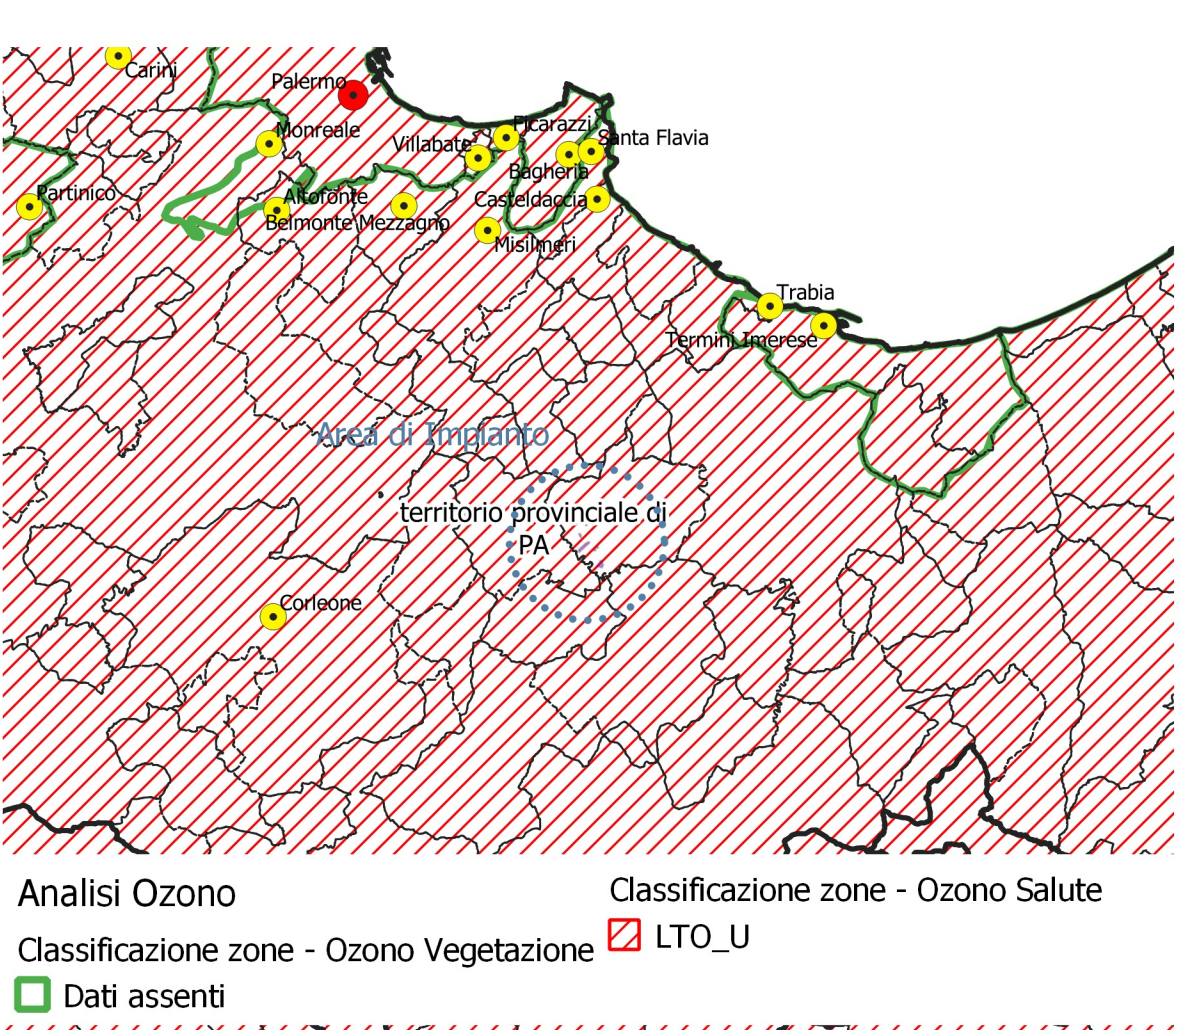 Carini
Palermo
Monreale
Ficarazzi
Villabate
Santa Flavia
Bagheria
Partinico
Altofonte
Casteldaccia
Belmonte Mezzagno
Misilmeri
Trabia
Termini Imerese
Area di Impianto
territorio provinciale di
PA
Corleone
Analisi Ozono
Classificazione zone - Ozono Vegetazione
Dati assenti
Classificazione zone - Ozono Salute
LTO_U